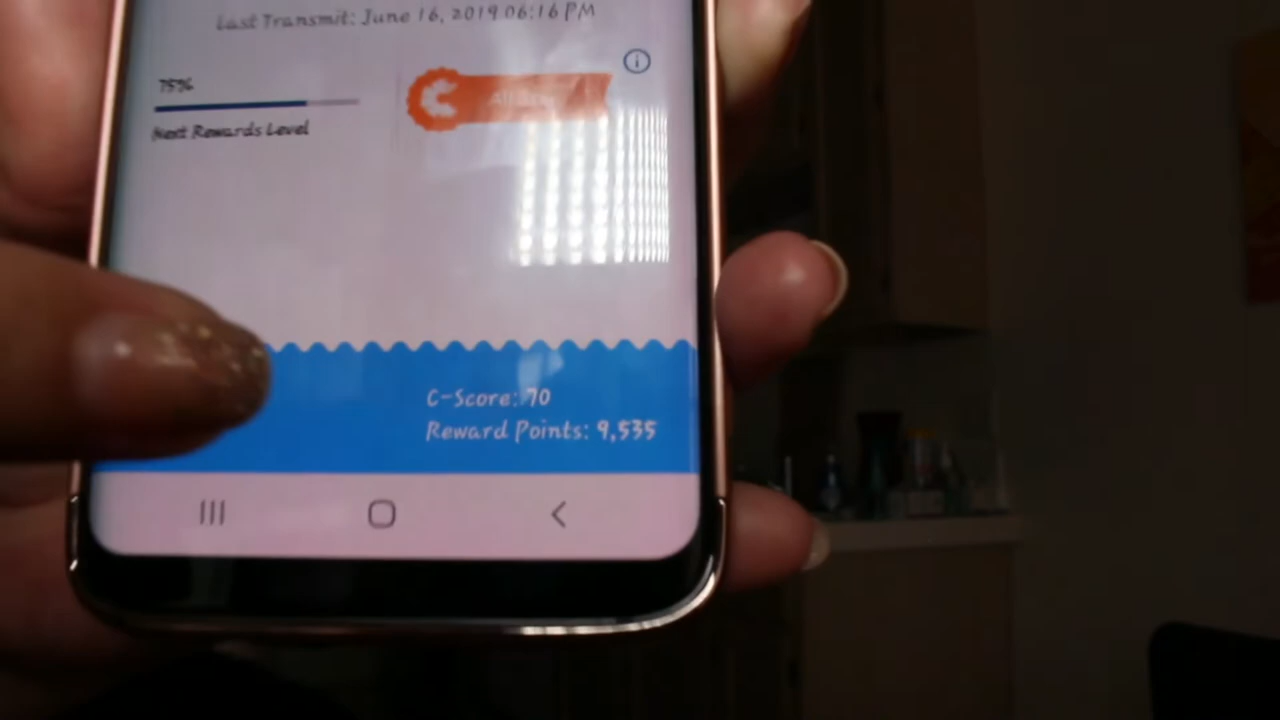 Last Transmit: June 16, 2019 06:16 PM
75%
Next Rewards Level
C-Score: 70
Reward Points: 9,535